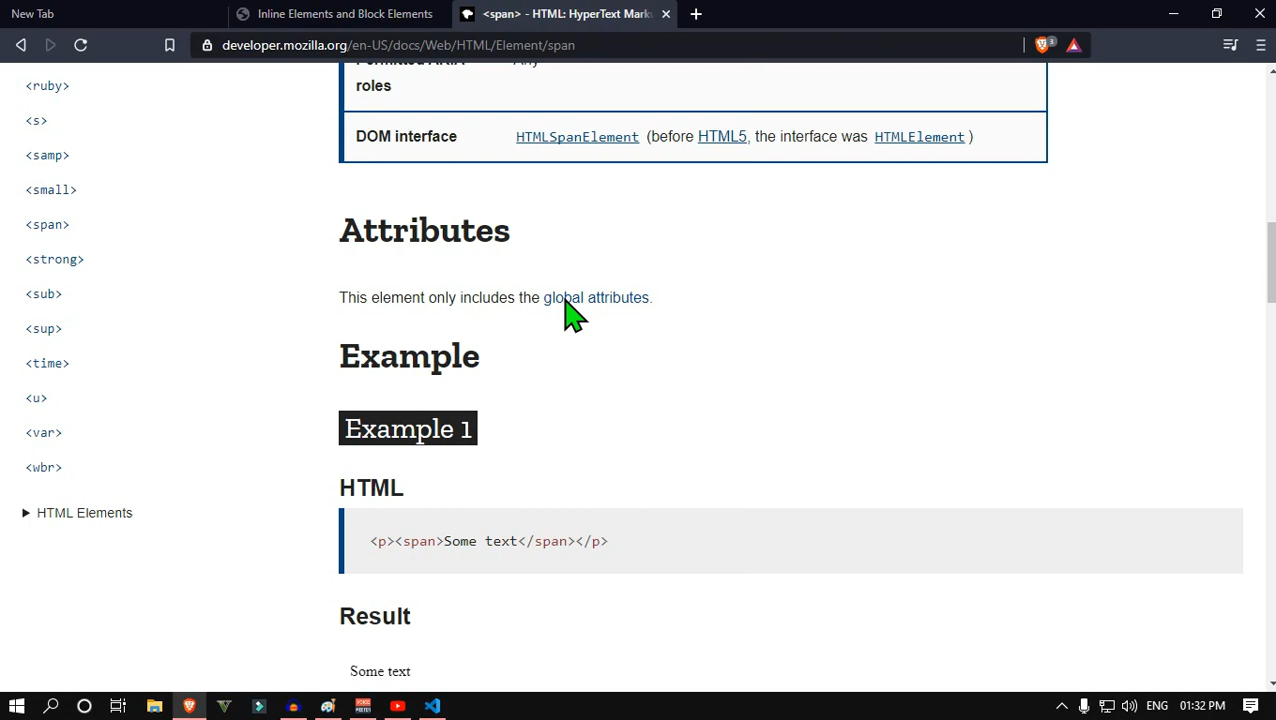 New Tab
Inline Elements and Block Elements
<span> - HTML: HyperText Marku
developer.mozilla.org/en-US/docs/Web/HTML/Element/span
3
<ruby>
<s>
<samp>
<small>
<span>
<strong>
<sub>
<sup>
<time>
<u>
<var>
<wbr>
HTML Elements
Any
roles
DOM interface HTMLSpanElement (before HTML5, the interface was HTMLElement)
Attributes
This element only includes the global attributes.
Example
Example 1
HTML
<p><span>Some text</span></p>
Result
Some text
ENG 01:32 PM